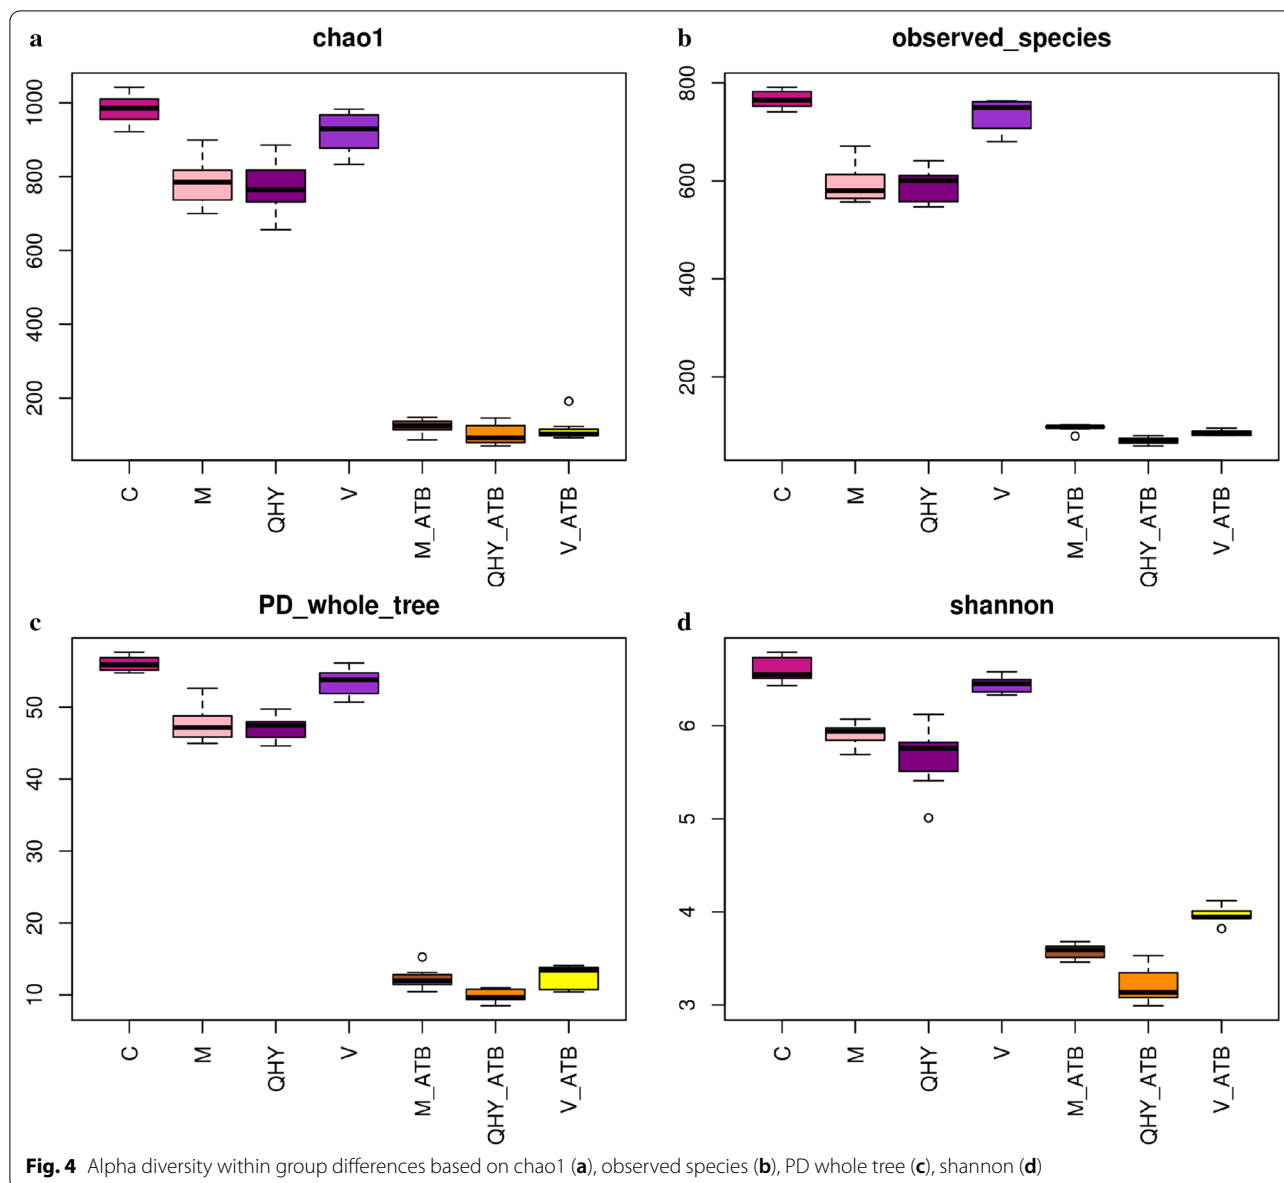 a
chao1
1000
800
600
400
200
C
M
QHY
V
M_ATB
QHY_ATB
V_ATB
b
observed_species
800
600
400
200
C
M
QHY
V
M_ATB
QHY_ATB
V_ATB
c
PD_whole_tree
50
40
30
20
10
C
M
QHY
V
M_ATB
QHY_ATB
V_ATB
d
shannon
6
5
4
3
C
M
QHY
V
M_ATB
QHY_ATB
V_ATB
Fig. 4 Alpha diversity within group differences based on chao1 (a), observed species (b), PD whole tree (c), shannon (d)